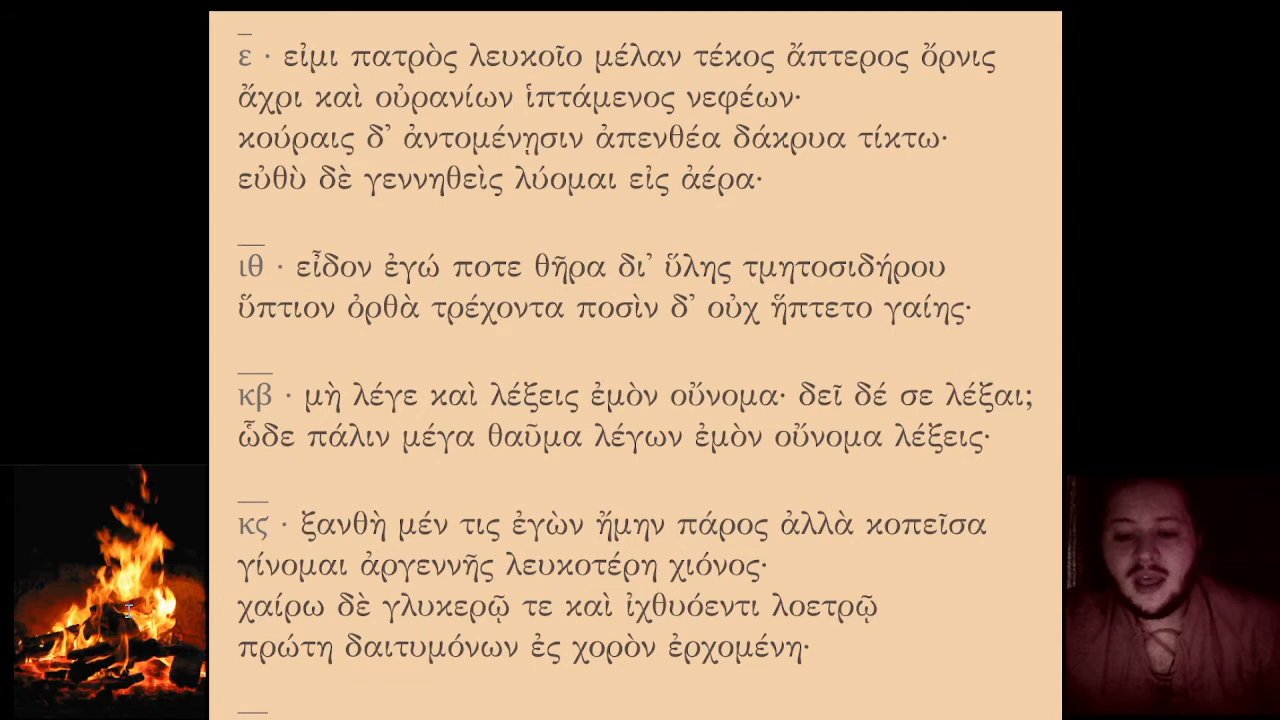 ε · εἰμι πατρὸς λευκοῖο μέλαν τέκος ἄπτερος ὄρνις
ἄχρι καὶ οὐρανίων ἱπτάμενος νεφέων·
κούραις δ᾽ ἀντομένῃσιν ἀπενθέα δάκρυα τίκτω·
εὐθὺ δὲ γεννηθεὶς λύομαι εἰς ἀέρα·

ιθ · εἶδον ἐγώ ποτε θῆρα δι᾽ ὕλης τμητοσιδήρου
ὕπτιον ὀρθὰ τρέχοντα ποσὶν δ᾽ οὐχ ἥπτετο γαίης·

κβ · μὴ λέγε καὶ λέξεις ἐμὸν οὔνομα· δεῖ δέ σε λέξαι;
ὧδε πάλιν μέγα θαῦμα λέγων ἐμὸν οὔνομα λέξεις·

κϛ · ξανθὴ μέν τις ἐγὼν ἤμην πάρος ἀλλὰ κοπεῖσα
γίνομαι ἀργεννῆς λευκοτέρη χιόνος·
χαίρω δὲ γλυκερῷ τε καὶ ἰχθυόεντι λοετρῷ
πρώτη δαιτυμόνων ἐς χορὸν ἐρχομένη·